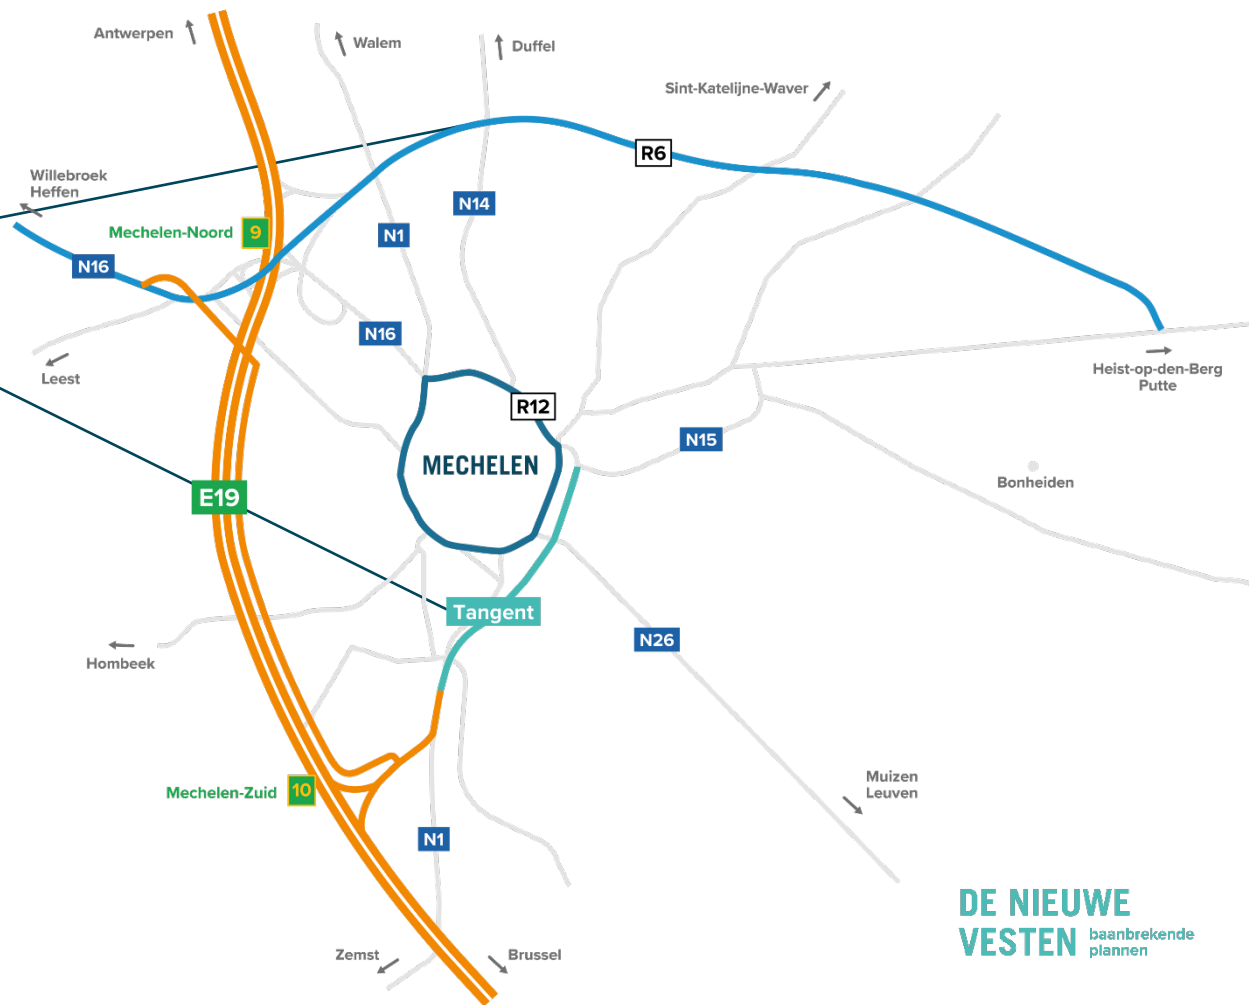 Antwerpen
Walem
Duffel
Sint-Katelijne-Waver
R6
Willebroek
Heffen
N14
Mechelen-Noord 9
N1
N16
N16
Leest
Heist-op-den-Berg
Putte
R12
N15
MECHELEN
Bonheiden
E19
Tangent
N26
Hombeek
Mechelen-Zuid 10
Muizen
Leuven
N1
DE NIEUWE
VESTEN
baanbrekende
plannen
Zemst
Brussel